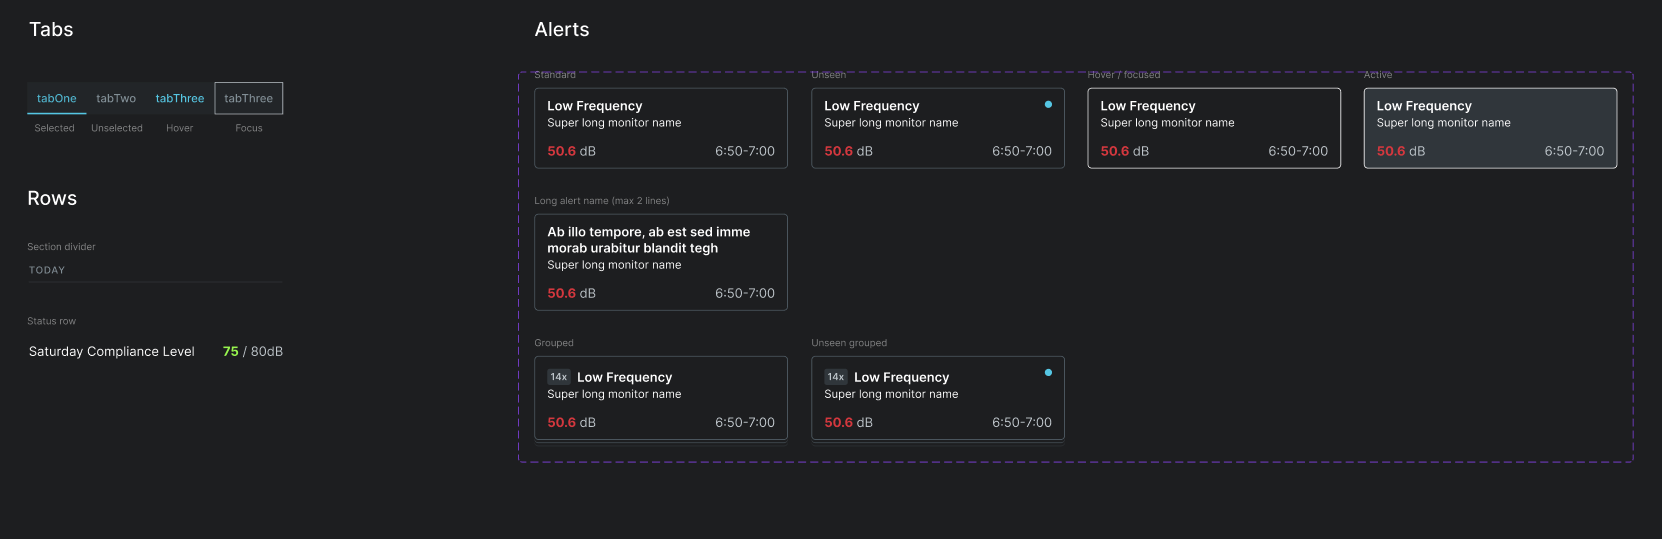 Tabs
tabOne tabTwo tabThree tabThree
Selected Unselected Hover Focus
Rows
Section divider
TODAY
Status row
Saturday Compliance Level 75 / 80dB
Alerts
Standard
Low Frequency
Super long monitor name
50.6 dB 6:50-7:00
Unseen
Low Frequency
Super long monitor name
50.6 dB 6:50-7:00
Hover / focused
Low Frequency
Super long monitor name
50.6 dB 6:50-7:00
Active
Low Frequency
Super long monitor name
50.6 dB 6:50-7:00
Long alert name (max 2 lines)
Ab illo tempore, ab est sed imme
morab urabitur blandit tegh
Super long monitor name
50.6 dB 6:50-7:00
Grouped
14x Low Frequency
Super long monitor name
50.6 dB 6:50-7:00
Unseen grouped
14x Low Frequency
Super long monitor name
50.6 dB 6:50-7:00